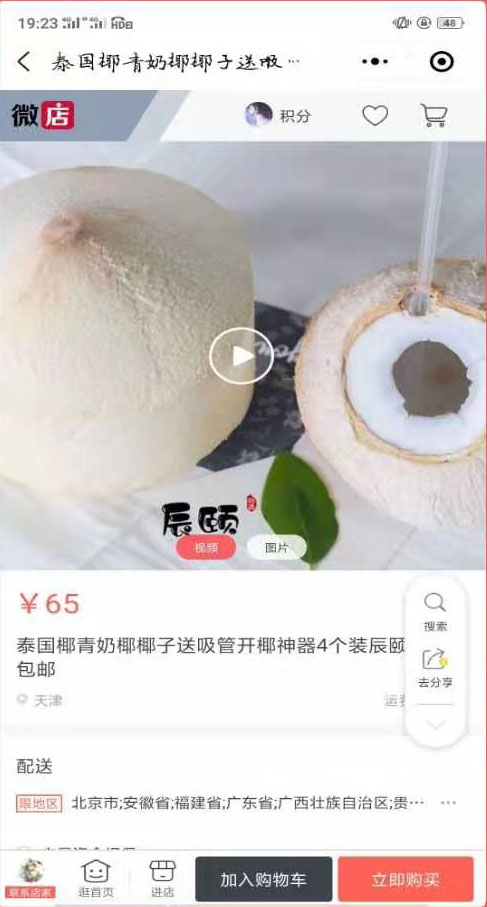 19:23 4G 4G HD 48
泰国椰青奶椰椰子送吸…
微店 积分
辰颐
视频 图片
￥65
泰国椰青奶椰椰子送吸管开椰神器4个装辰颐
包邮
搜索
去分享
天津 运费
配送
限地区 北京市;安徽省;福建省;广东省;广西壮族自治区;贵… …
联系店家 逛首页 进店 加入购物车 立即购买